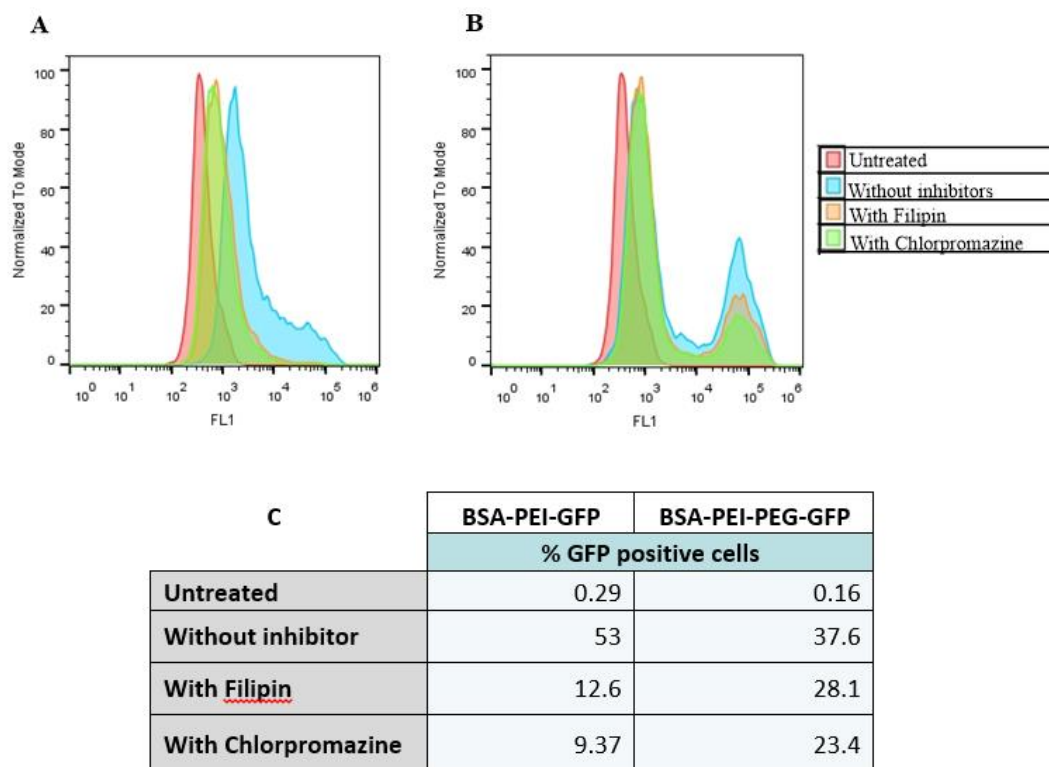 A
B
100
80
60
40
20
0
Normalized To Mode
10^0 10^1 10^2 10^3 10^4 10^5 10^6
FL1
100
80
60
40
20
0
Normalized To Mode
10^0 10^1 10^2 10^3 10^4 10^5 10^6
FL1
Untreated
Without inhibitors
With Filipin
With Chlorpromazine
C BSA-PEI-GFP BSA-PEI-PEG-GFP
% GFP positive cells
Untreated 0.29 0.16
Without inhibitor 53 37.6
With Filipin 12.6 28.1
With Chlorpromazine 9.37 23.4